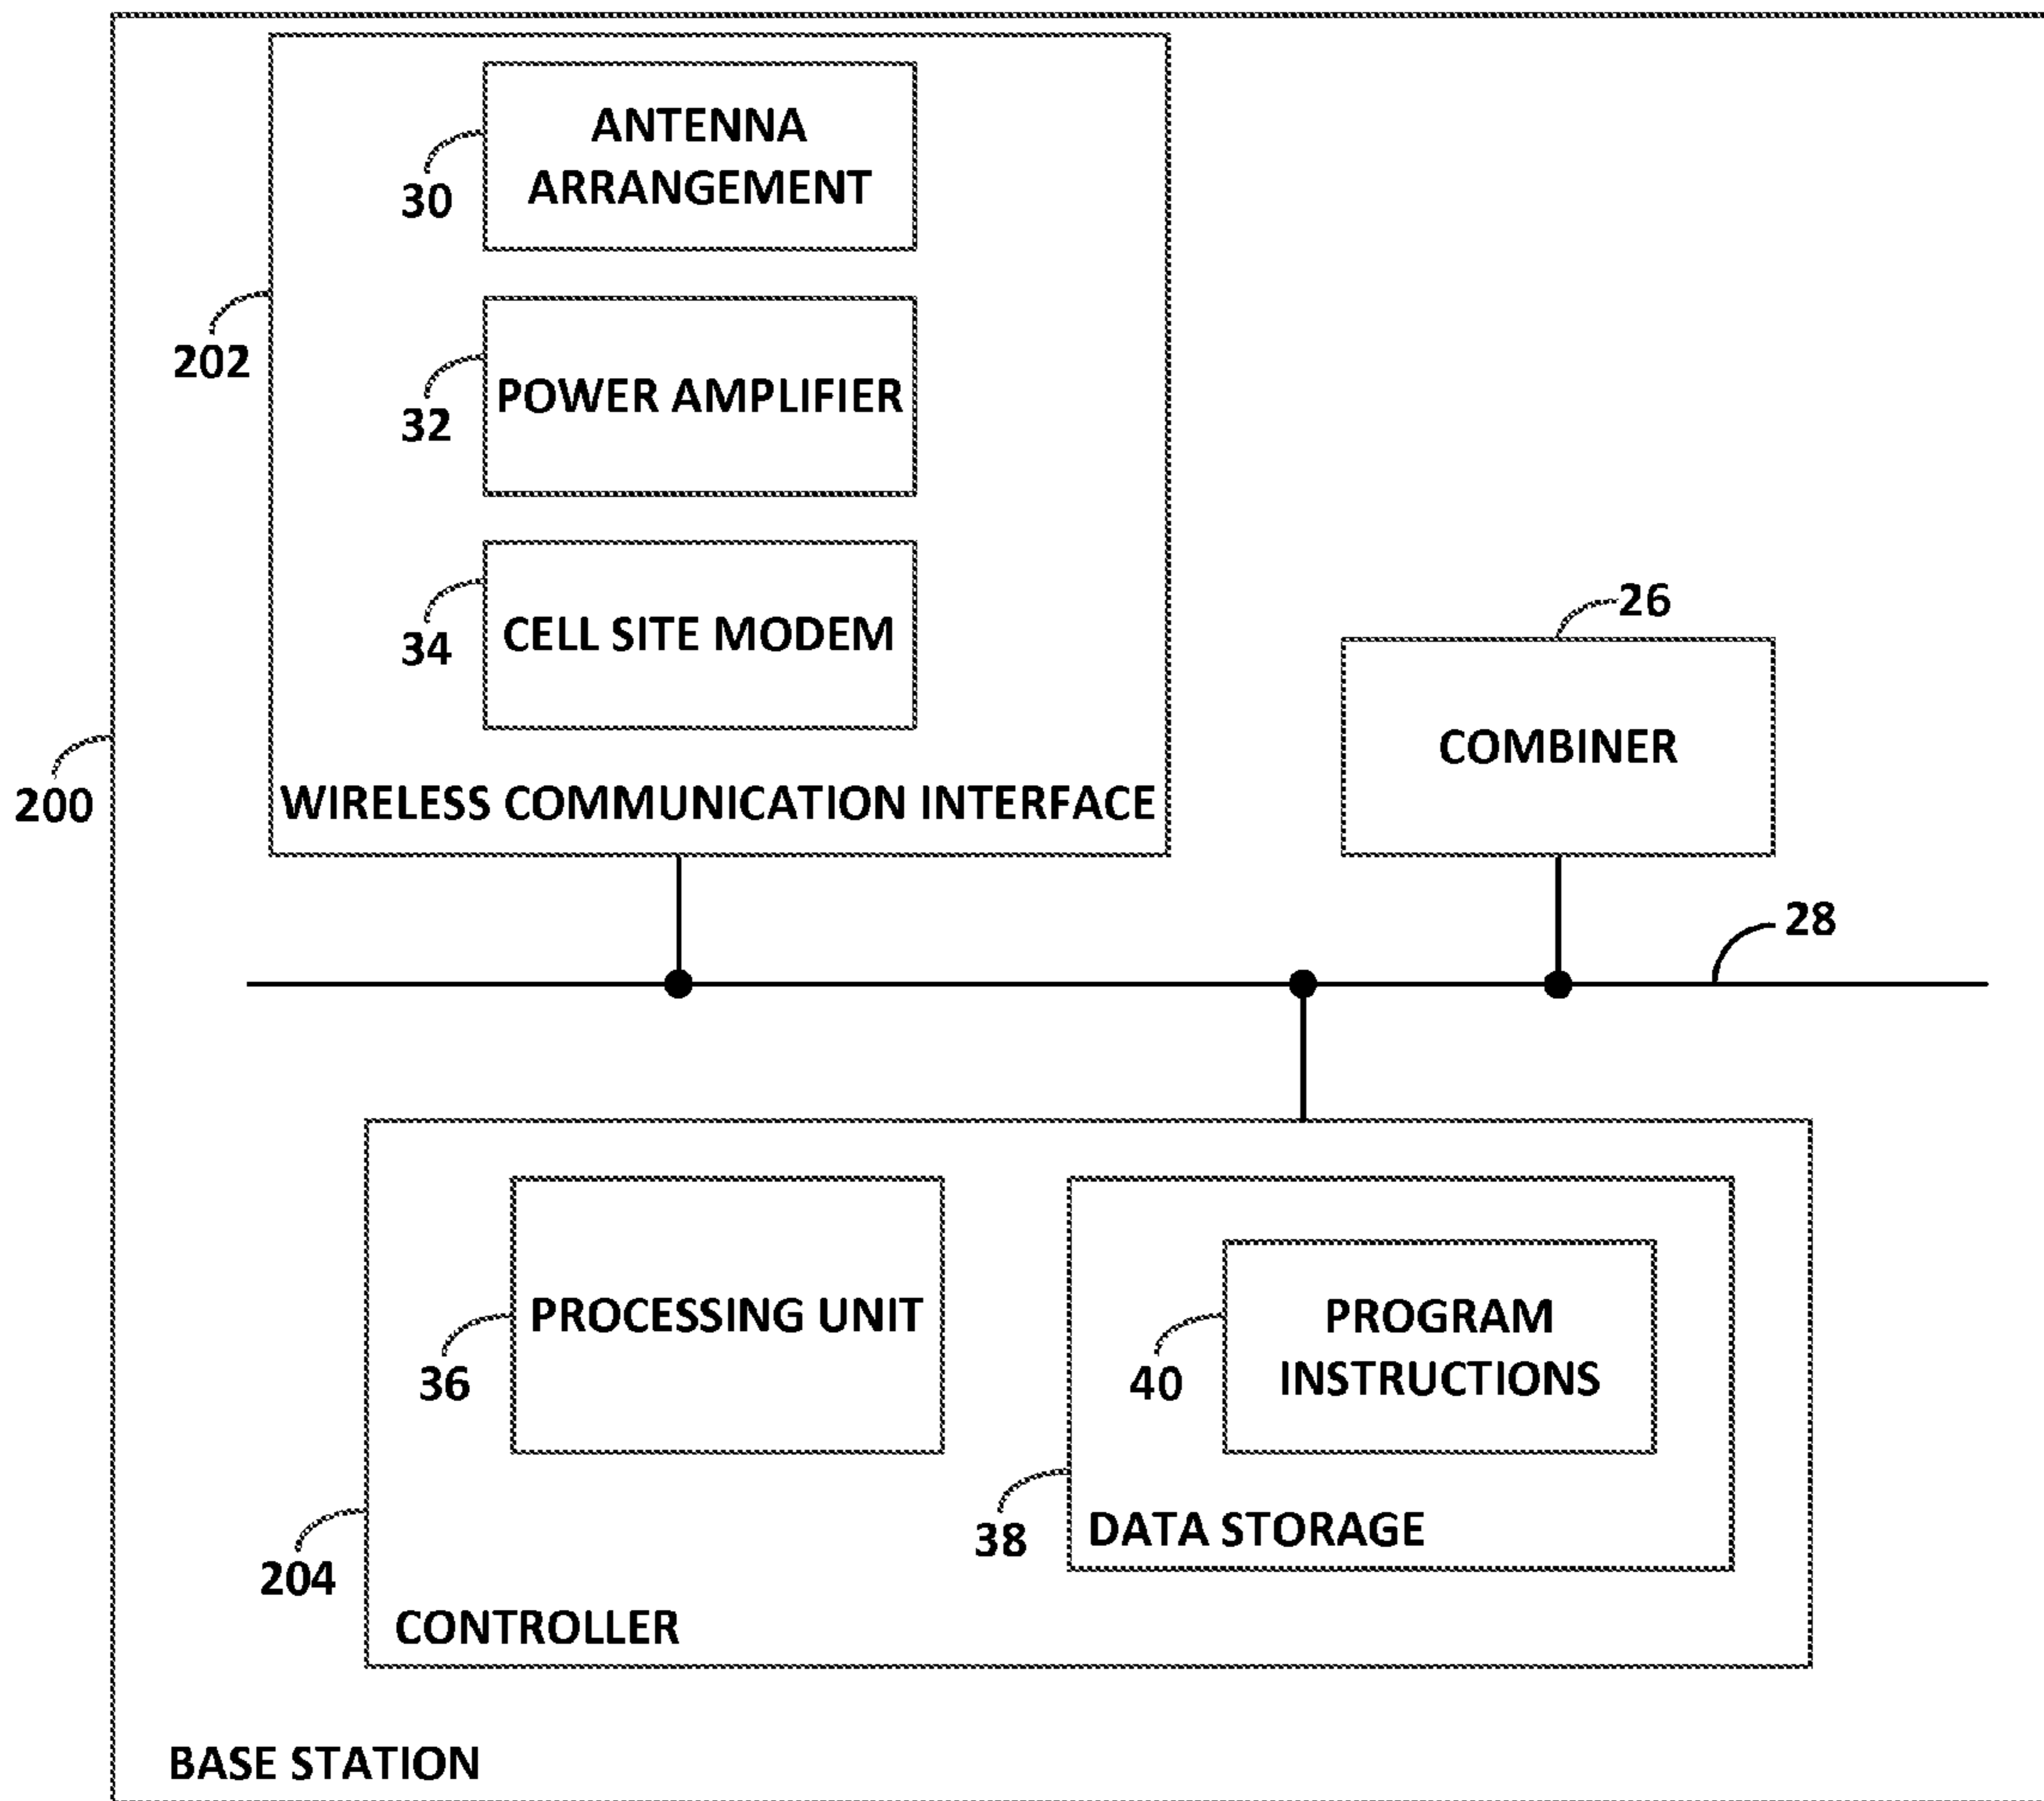 ANTENNA
ARRANGEMENT
30
202
POWER AMPLIFIER
32
CELL SITE MODEM
34
26
COMBINER
200
WIRELESS COMMUNICATION INTERFACE
28
PROCESSING UNIT
36
PROGRAM
INSTRUCTIONS
40
DATA STORAGE
38
204
CONTROLLER
BASE STATION